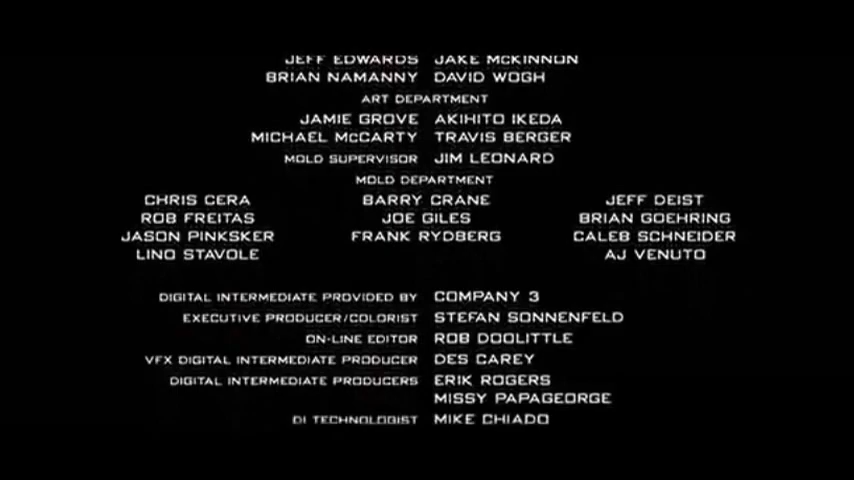 JEFF EDWARDS JAKE MCKINNON
BRIAN NAMANNY DAVID WOGH
ART DEPARTMENT
JAMIE GROVE AKIHITO IKEDA
MICHAEL McCARTY TRAVIS BERGER
MOLD SUPERVISOR JIM LEONARD
MOLD DEPARTMENT
CHRIS CERA BARRY CRANE JEFF DEIST
ROB FREITAS JOE GILES BRIAN GOEHRING
JASON PINKSKER FRANK RYDBERG CALEB SCHNEIDER
LINO STAVOLE AJ VENUTO
DIGITAL INTERMEDIATE PROVIDED BY COMPANY 3
EXECUTIVE PRODUCER/COLORIST STEFAN SONNENFELD
ON-LINE EDITOR ROB DOOLITTLE
VFX DIGITAL INTERMEDIATE PRODUCER DES CAREY
DIGITAL INTERMEDIATE PRODUCERS ERIK ROGERS
MISSY PAPAGEORGE
DI TECHNOLOGIST MIKE CHIADO